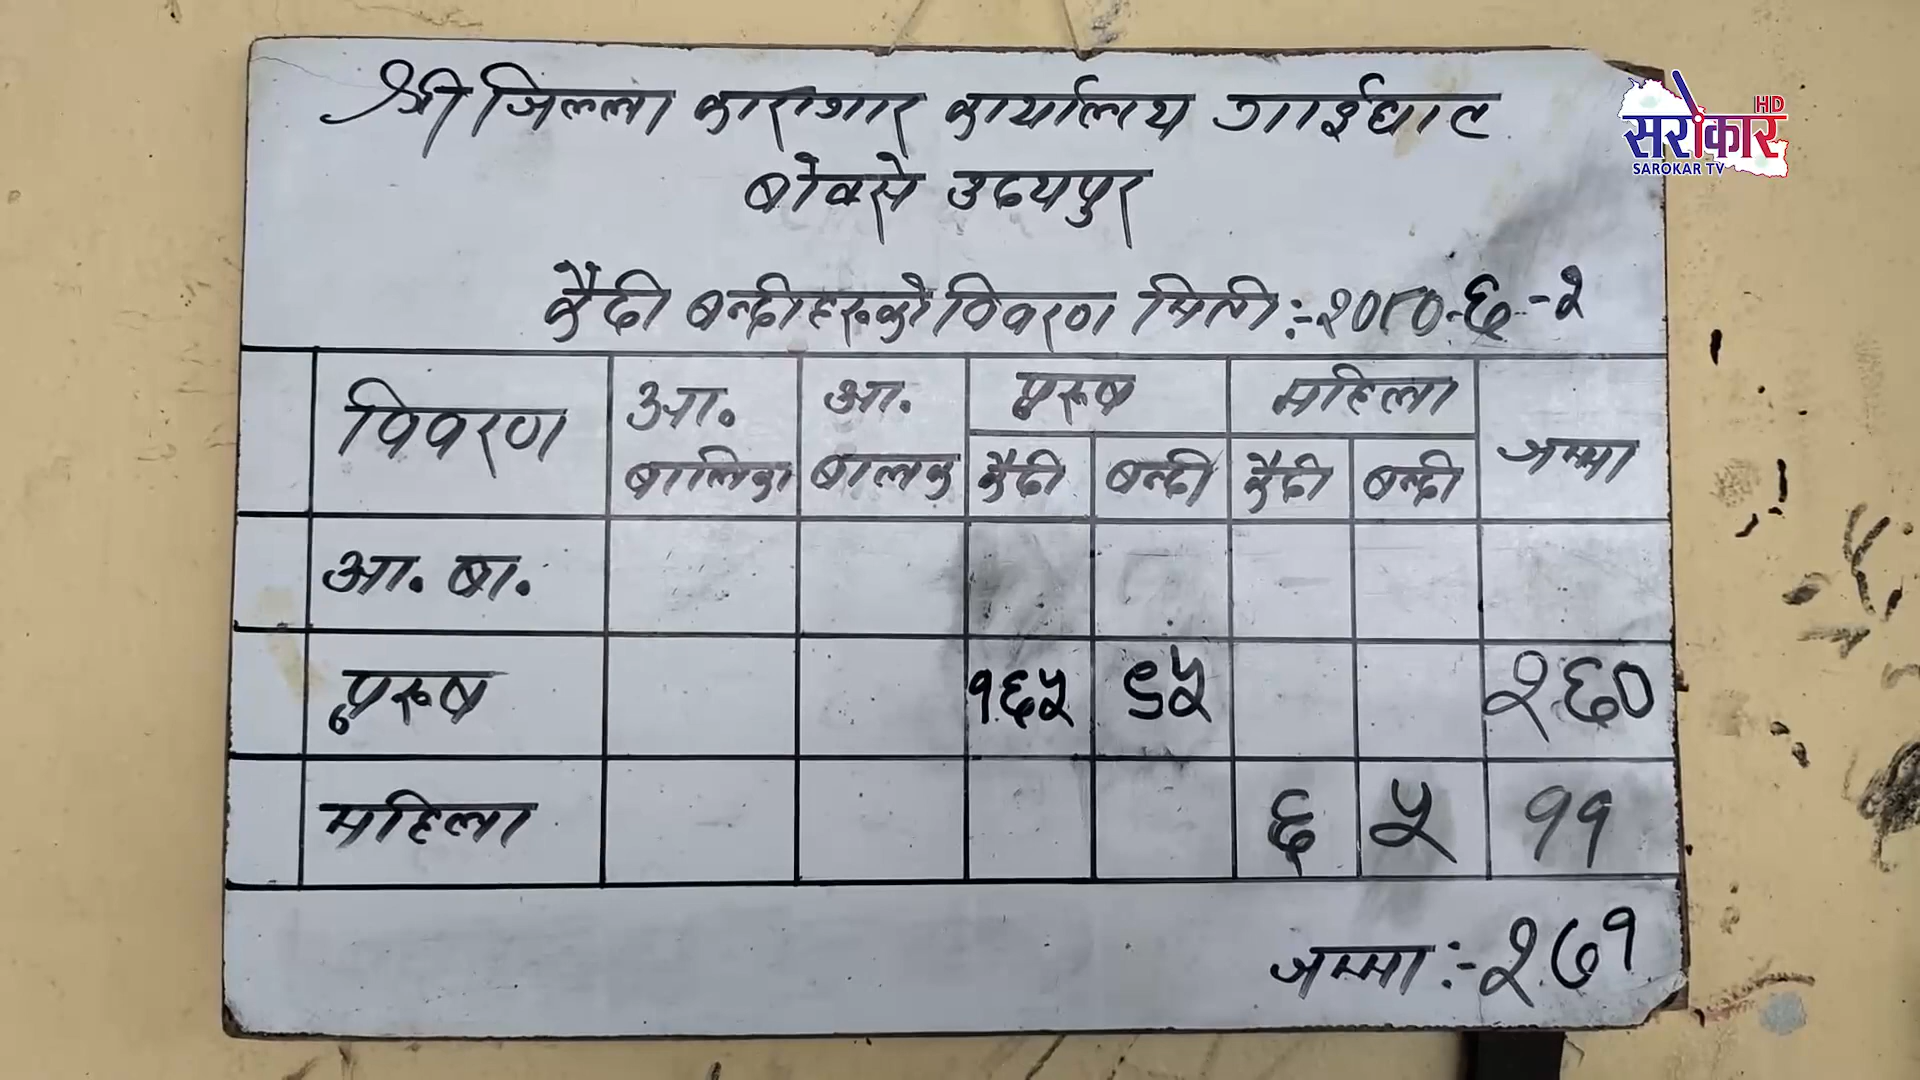 श्री जिल्ला कारागार कार्यालय गाईघाट
बोक्से उदयपुर
कैदी बन्दीहरुको विवरण मिती :- २०८०-६-२
विवरण आ. बालिका आ. बालक पुरुष महिला जम्मा
कैदी बन्दी कैदी बन्दी
आ. बा.
पुरुष १६५ ९५ २६०
महिला ६ ५ ११
जम्मा :- २७१
सरोकार HD
SAROKAR TV